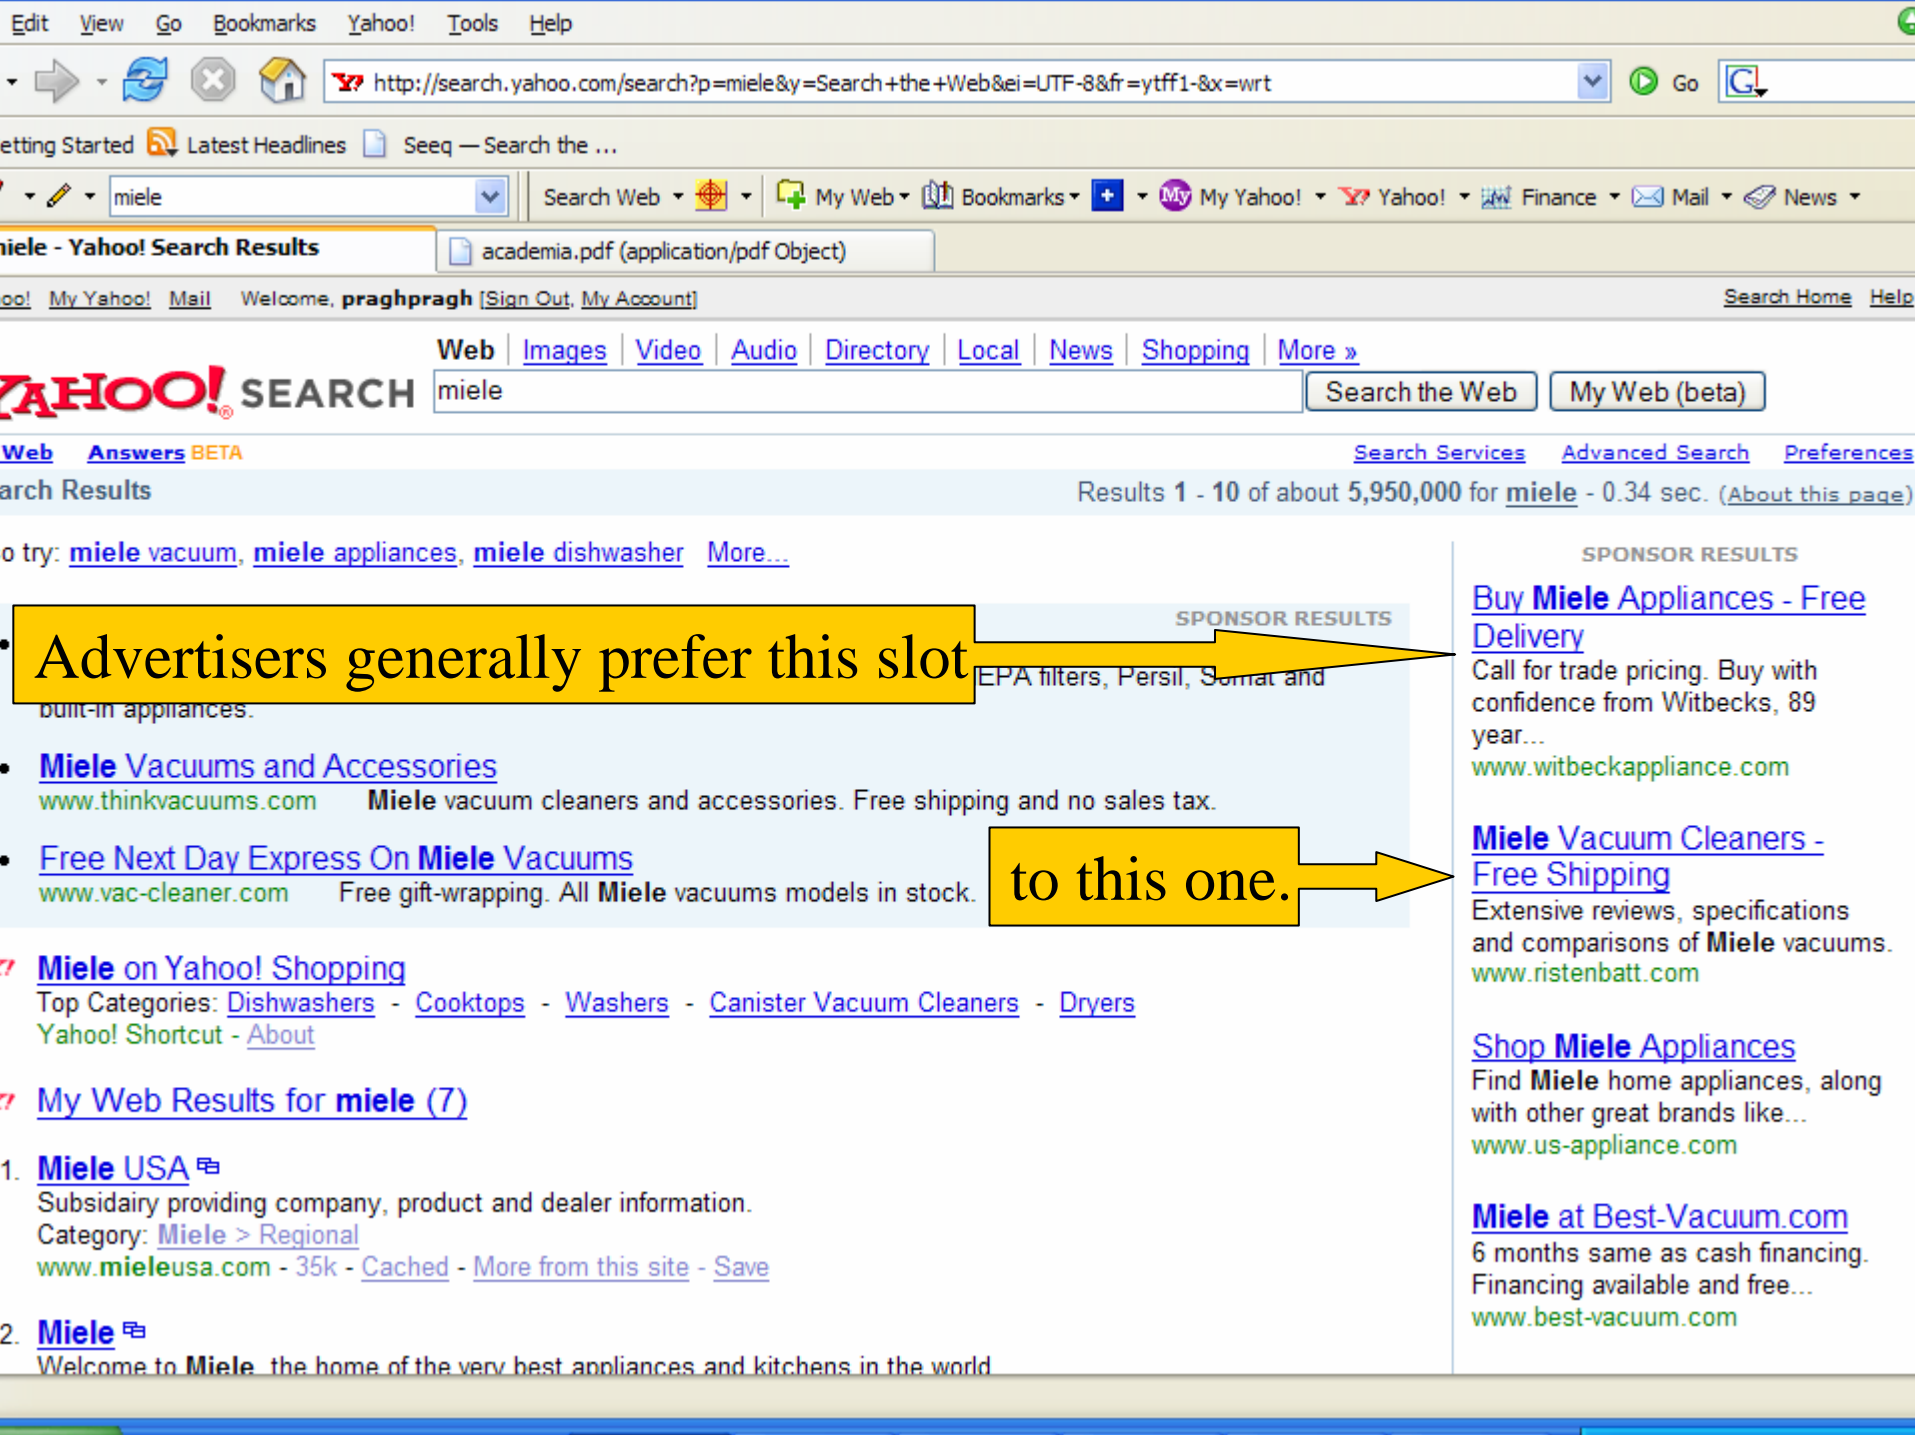 Edit View Go Bookmarks Yahoo! Tools Help
http://search.yahoo.com/search?p=miele&y=Search+the+Web&ei=UTF-8&fr=ytff1-&x=wrt Go G
etting Started Latest Headlines Seeq — Search the ...
miele Search Web My Web Bookmarks My Yahoo! Yahoo! Finance Mail News
miele - Yahoo! Search Results academia.pdf (application/pdf Object)
oo! My Yahoo! Mail Welcome, praghpragh [Sign Out, My Account] Search Home Help
Web Images Video Audio Directory Local News Shopping More »
YAHOO! SEARCH miele Search the Web My Web (beta)
Web Answers BETA Search Services Advanced Search Preferences
arch Results Results 1 - 10 of about 5,950,000 for miele - 0.34 sec. (About this page)
o try: miele vacuum, miele appliances, miele dishwasher More...
SPONSOR RESULTS
Advertisers generally prefer this slot
EPA filters, Persil, Somat and
built-in appliances.
• Miele Vacuums and Accessories
www.thinkvacuums.com Miele vacuum cleaners and accessories. Free shipping and no sales tax.
• Free Next Day Express On Miele Vacuums
www.vac-cleaner.com Free gift-wrapping. All Miele vacuums models in stock.
to this one.
Miele on Yahoo! Shopping
Top Categories: Dishwashers - Cooktops - Washers - Canister Vacuum Cleaners - Dryers
Yahoo! Shortcut - About
My Web Results for miele (7)
1. Miele USA
Subsidairy providing company, product and dealer information.
Category: Miele > Regional
www.mieleusa.com - 35k - Cached - More from this site - Save
2. Miele
Welcome to Miele the home of the very best appliances and kitchens in the world
SPONSOR RESULTS
Buy Miele Appliances - Free
Delivery
Call for trade pricing. Buy with
confidence from Witbecks, 89
year...
www.witbeckappliance.com
Miele Vacuum Cleaners -
Free Shipping
Extensive reviews, specifications
and comparisons of Miele vacuums.
www.ristenbatt.com
Shop Miele Appliances
Find Miele home appliances, along
with other great brands like...
www.us-appliance.com
Miele at Best-Vacuum.com
6 months same as cash financing.
Financing available and free...
www.best-vacuum.com